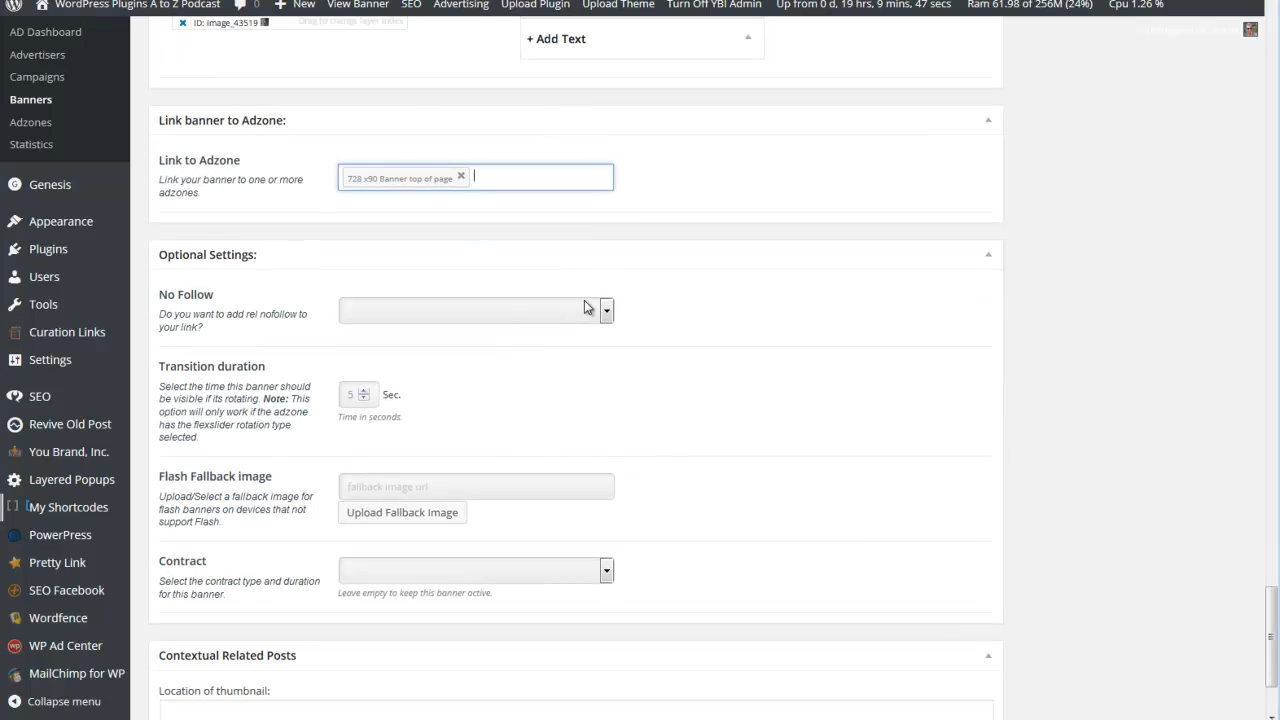 WordPress Plugins A to Z Podcast 0 + New View Banner SEO Advertising Upload Plugin Upload Theme Turn Off YBI Admin Up from 0 d, 19 hrs, 9 mins, 47 secs Ram 61.98 of 256M (24%) Cpu 1.26 %
AD Dashboard
Advertisers
Campaigns
Banners
Adzones
Statistics
Genesis
Appearance
Plugins
Users
Tools
Curation Links
Settings
SEO
Revive Old Post
You Brand, Inc.
Layered Popups
My Shortcodes
PowerPress
Pretty Link
SEO Facebook
Wordfence
WP Ad Center
MailChimp for WP
Collapse menu
ID: image_43519 Drag to change layer index
+ Add Text
Link banner to Adzone:
Link to Adzone
Link your banner to one or more
adzones.
728 x90 Banner top of page
Optional Settings:
No Follow
Do you want to add rel nofollow to
your link?
Transition duration
Select the time this banner should
be visible if its rotating. Note: This
option will only work if the adzone
has the flexslider rotation type
selected.
5 Sec.
Time in seconds.
Flash Fallback image
Upload/Select a fallback image for
flash banners on devices that not
support Flash.
fallback image url
Upload Fallback Image
Contract
Select the contract type and duration
for this banner.
Leave empty to keep this banner active.
Contextual Related Posts
Location of thumbnail: